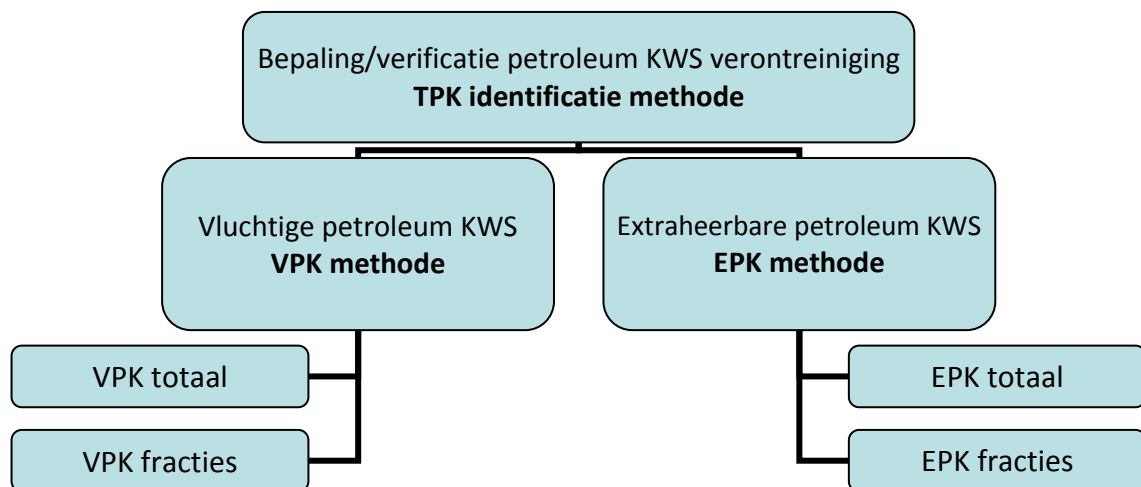 Bepaling/verificatie petroleum KWS verontreiniging
TPK identificatie methode
Vluchtige petroleum KWS
VPK methode
Extraheerbare petroleum KWS
EPK methode
VPK totaal
EPK totaal
VPK fracties
EPK fracties